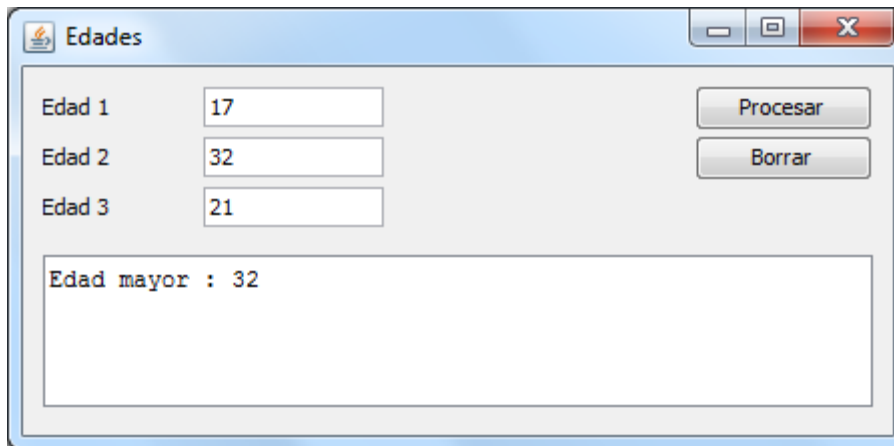 Edades
Edad 1 17 Procesar
Edad 2 32 Borrar
Edad 3 21
Edad mayor : 32